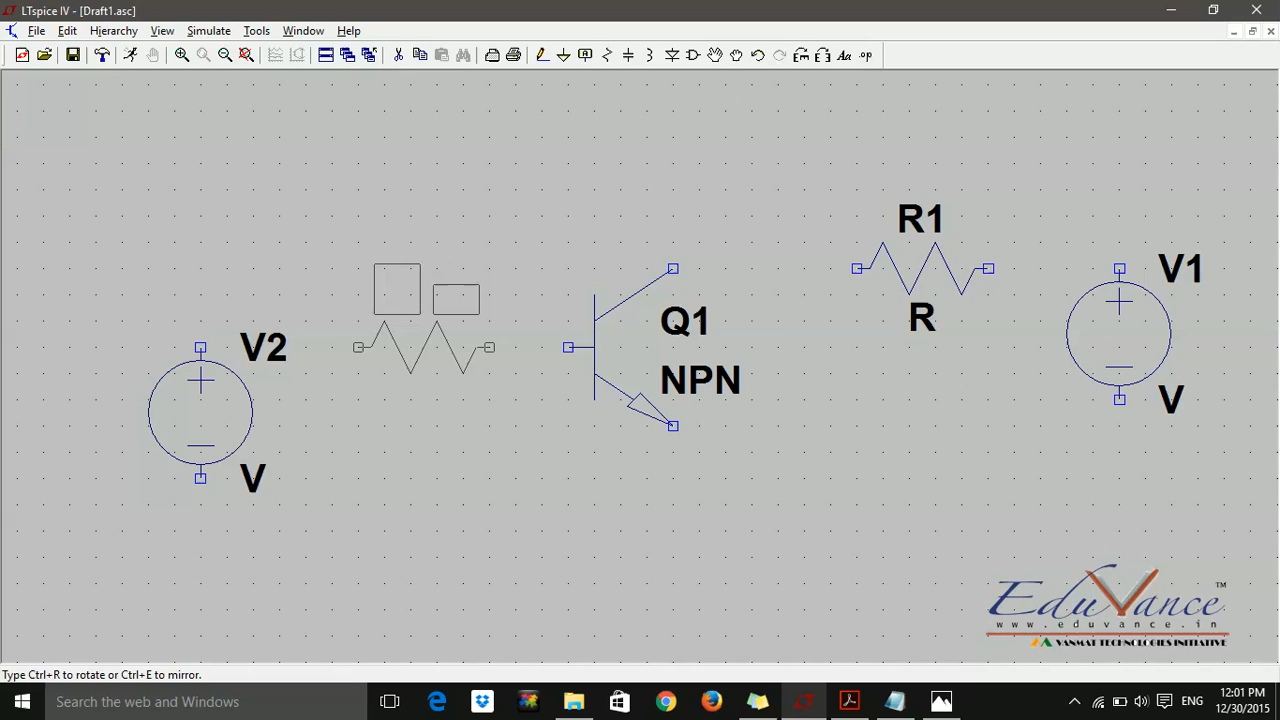 LTspice IV - [Draft1.asc]
File Edit Hierarchy View Simulate Tools Window Help
Aa .op
R1
V1
R
V2
Q1
NPN
V
V
EduVance ™
www.eduvance.in
VANMAT TECHNOLOGIES INITIATIVE
Type Ctrl+R to rotate or Ctrl+E to mirror.
Search the web and Windows
ENG
12:01 PM
12/30/2015